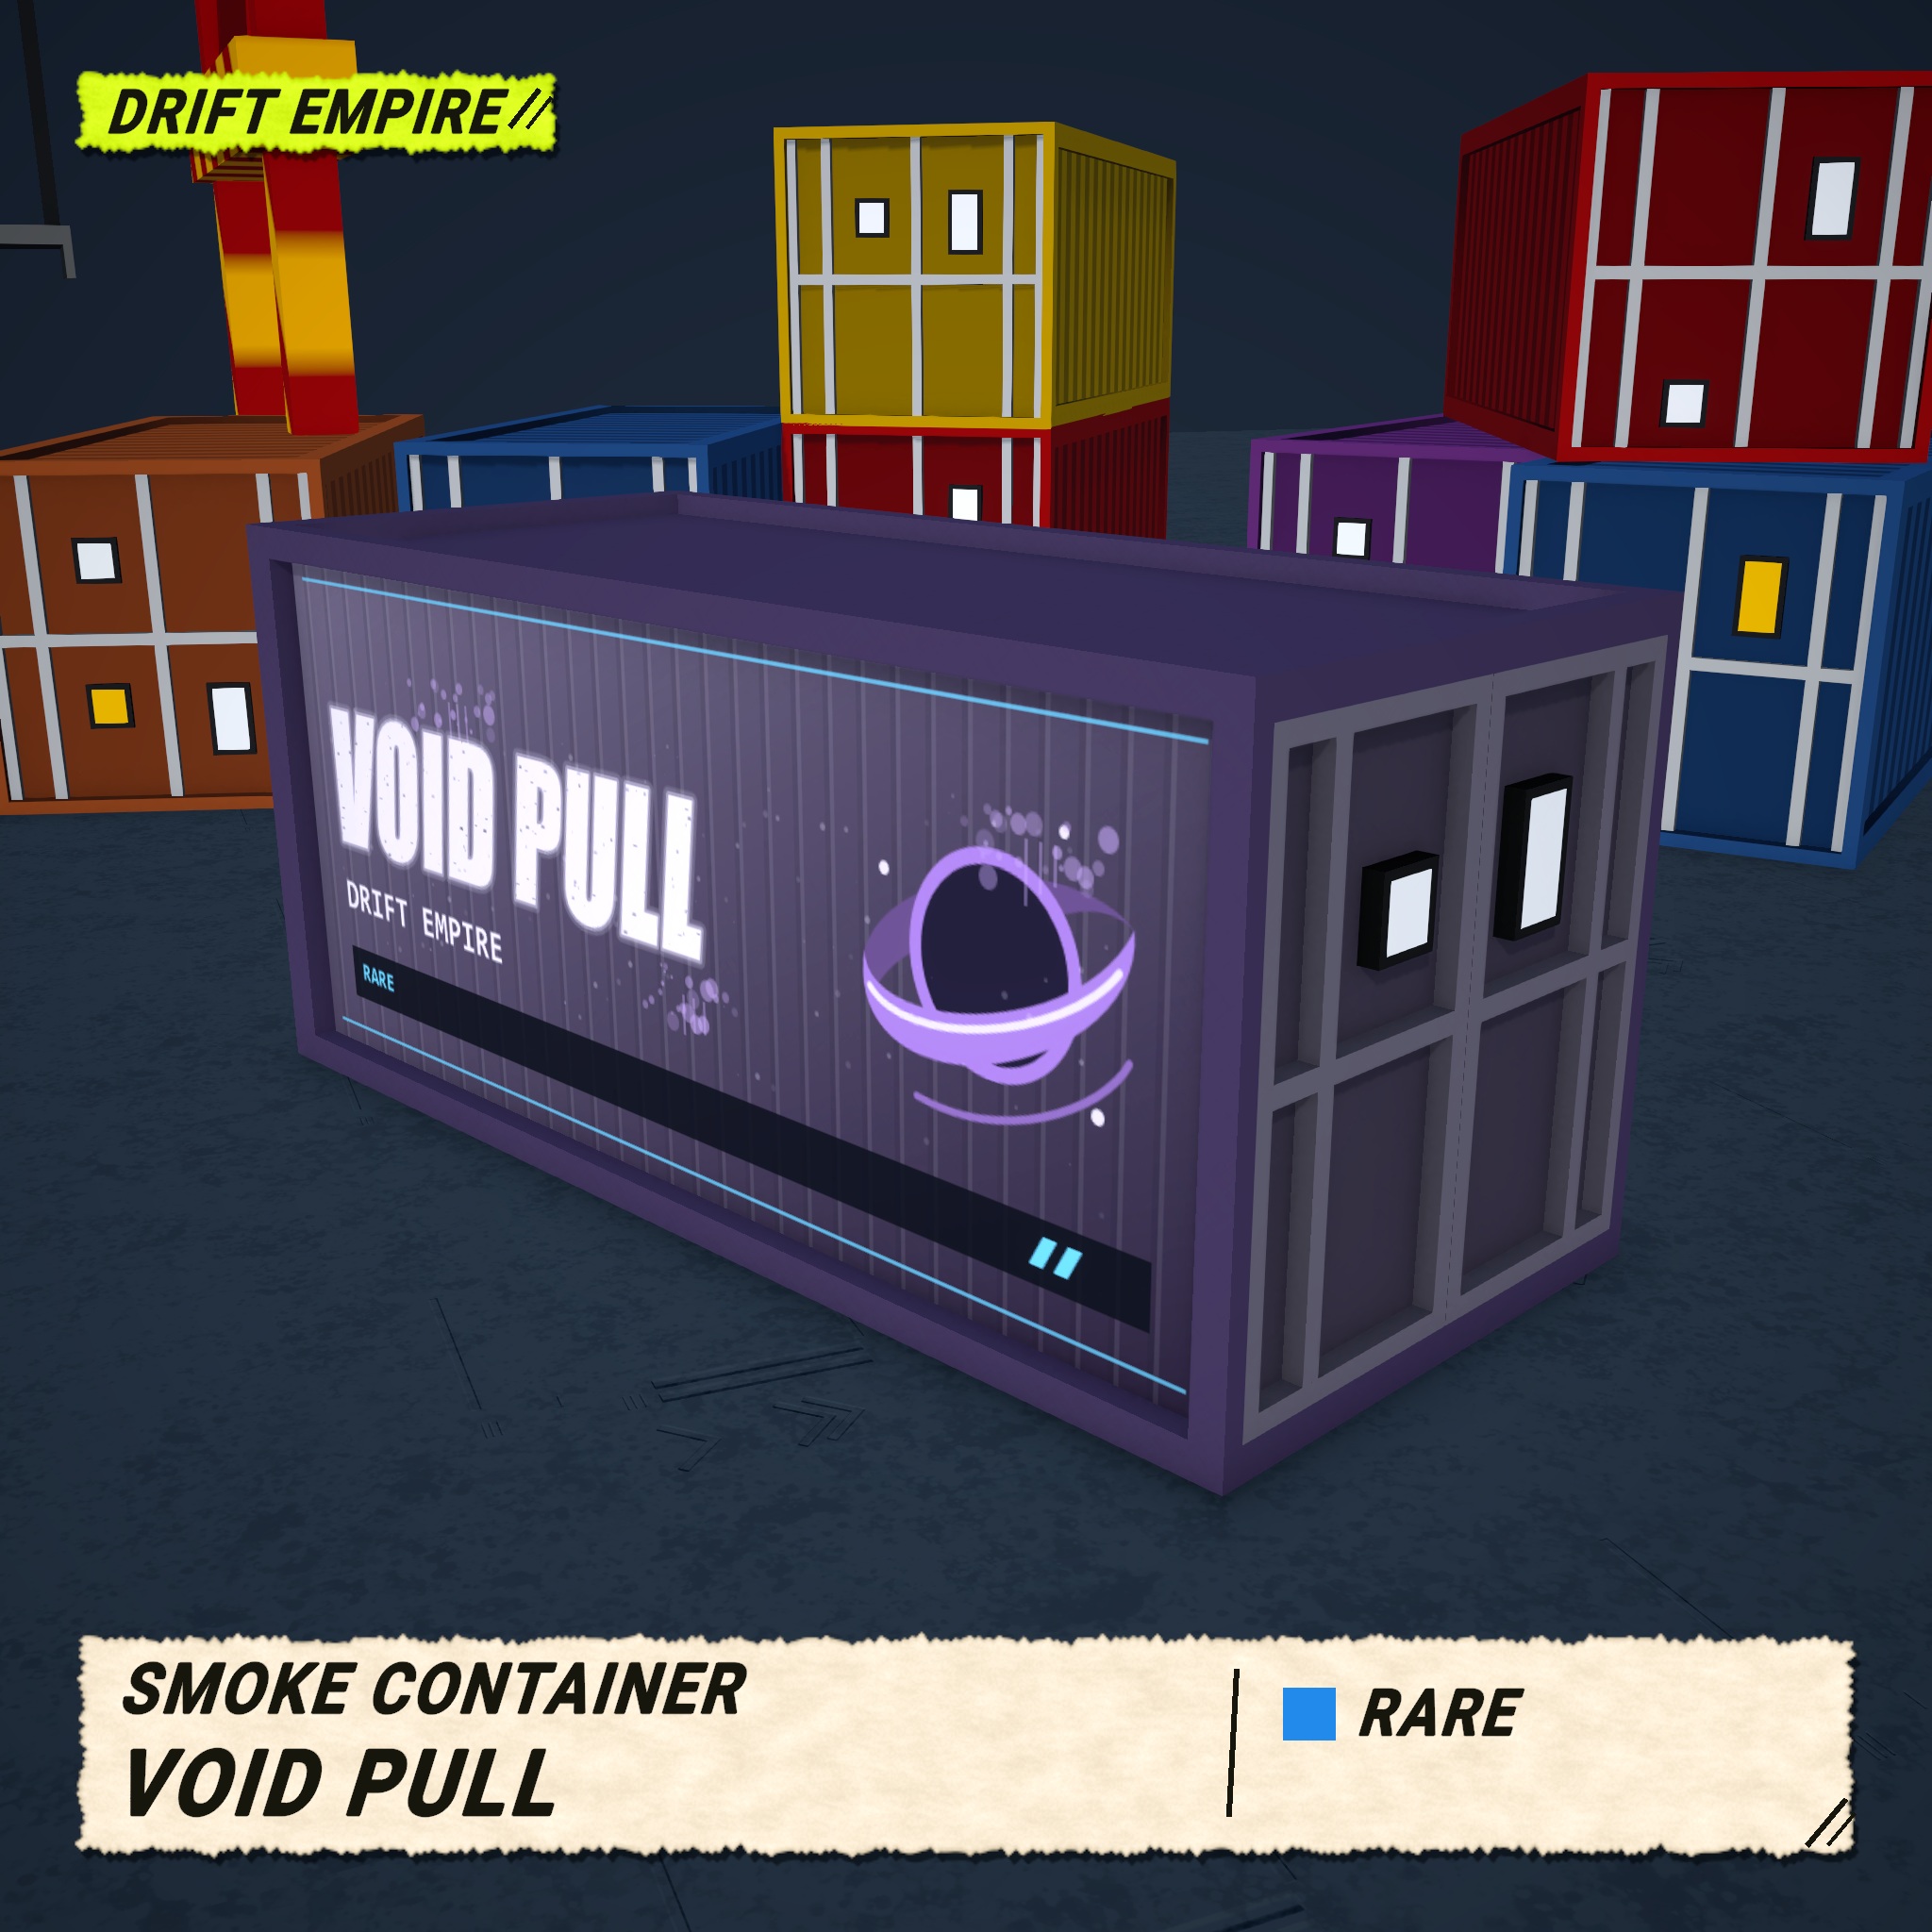 DRIFT EMPIRE//
VOID PULL
DRIFT EMPIRE
RARE
SMOKE CONTAINER
VOID PULL
RARE